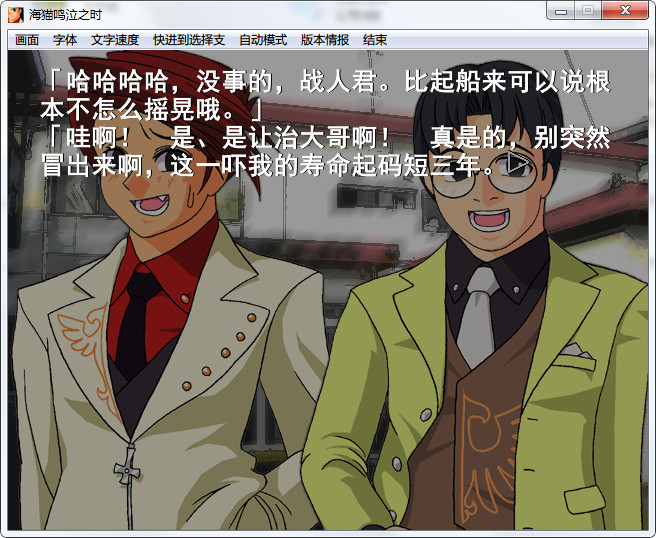 海猫鸣泣之时
画面 字体 文字速度 快进到选择支 自动模式 版本情报 结束
「哈哈哈哈，没事的，战人君。比起船来可以说根
本不怎么摇晃哦。」
「哇啊！　是、是让治大哥啊！　真是的，别突然
冒出来啊，这一吓我的寿命起码短三年。